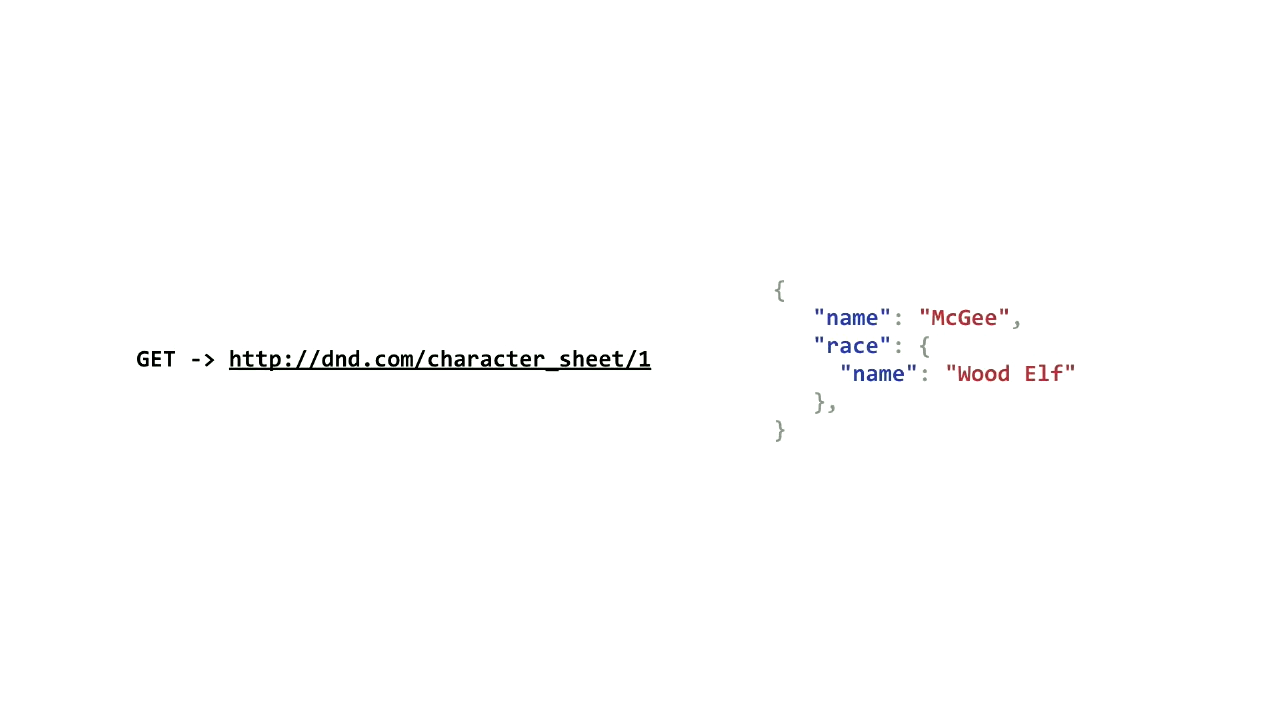 GET -> http://dnd.com/character_sheet/1
{
"name": "McGee",
"race": {
"name": "Wood Elf"
},
}